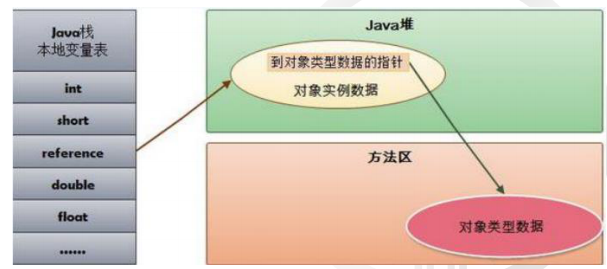 Java栈
本地变量表
int
short
reference
double
float
......
Java堆
到对象类型数据的指针
对象实例数据
方法区
对象类型数据